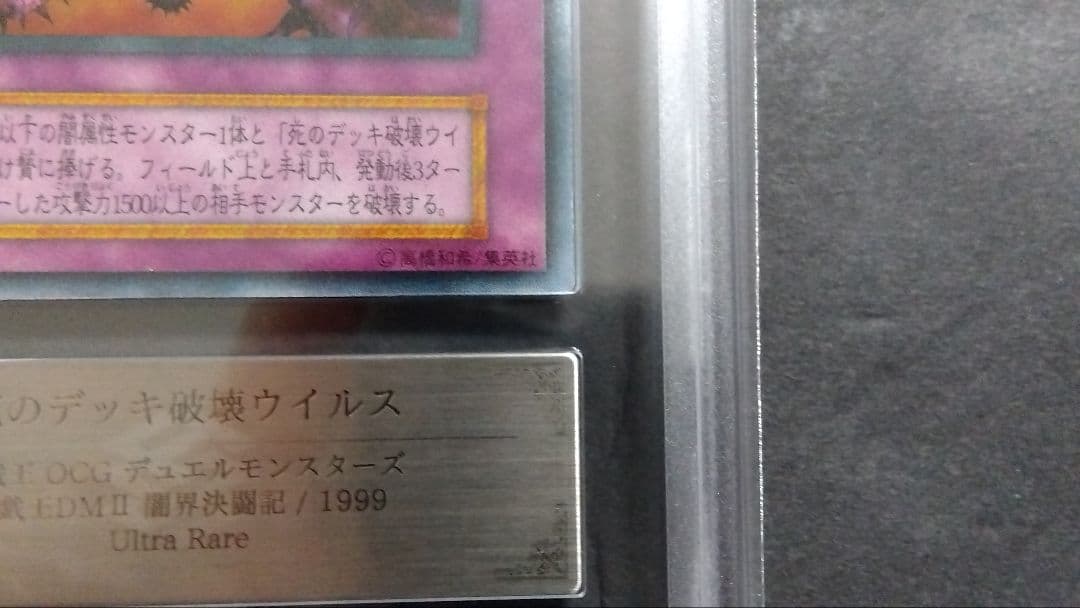 以下の闇属性モンスター1体と「死のデッキ破壊ウイ
け贄に捧げる。フィールド上と手札内、発動後3ター
ーした攻撃力1500以上の相手モンスターを破壊する。
©高橋和希/集英社
のデッキ破壊ウイルス
王 OCG デュエルモンスターズ
戯 EDMⅡ 闇界決闘記 / 1999
Ultra Rare